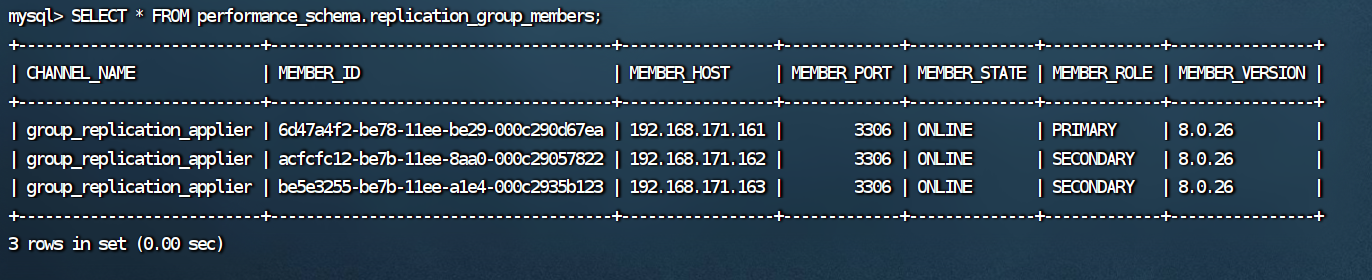 mysql> SELECT * FROM performance_schema.replication_group_members;
+---------------------------+--------------------------------------+-----------------+-------------+--------------+-------------+----------------+
| CHANNEL_NAME              | MEMBER_ID                            | MEMBER_HOST     | MEMBER_PORT | MEMBER_STATE | MEMBER_ROLE | MEMBER_VERSION |
+---------------------------+--------------------------------------+-----------------+-------------+--------------+-------------+----------------+
| group_replication_applier | 6d47a4f2-be78-11ee-be29-000c290d67ea | 192.168.171.161 |        3306 | ONLINE       | PRIMARY     | 8.0.26         |
| group_replication_applier | acfcfc12-be7b-11ee-8aa0-000c29057822 | 192.168.171.162 |        3306 | ONLINE       | SECONDARY   | 8.0.26         |
| group_replication_applier | be5e3255-be7b-11ee-a1e4-000c2935b123 | 192.168.171.163 |        3306 | ONLINE       | SECONDARY   | 8.0.26         |
+---------------------------+--------------------------------------+-----------------+-------------+--------------+-------------+----------------+
3 rows in set (0.00 sec)